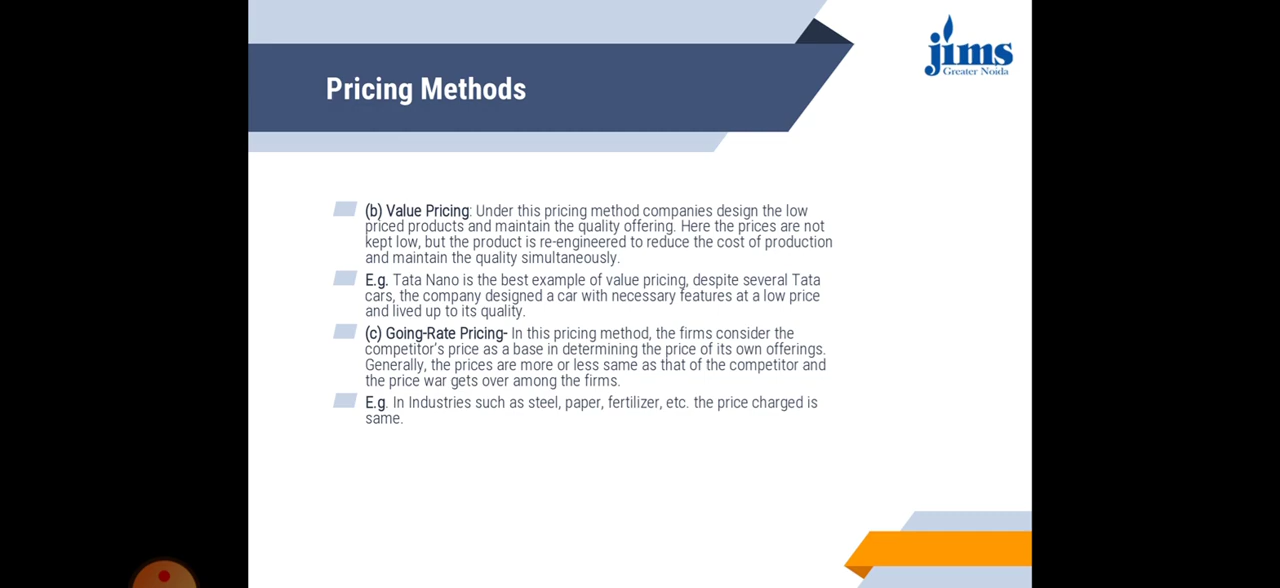 jims
Greater Noida
Pricing Methods
(b) Value Pricing: Under this pricing method companies design the low
priced products and maintain the quality offering. Here the prices are not
kept low, but the product is re-engineered to reduce the cost of production
and maintain the quality simultaneously.
E.g. Tata Nano is the best example of value pricing, despite several Tata
cars, the company designed a car with necessary features at a low price
and lived up to its quality.
(c) Going-Rate Pricing- In this pricing method, the firms consider the
competitor's price as a base in determining the price of its own offerings.
Generally, the prices are more or less same as that of the competitor and
the price war gets over among the firms.
E.g. In Industries such as steel, paper, fertilizer, etc. the price charged is
same.